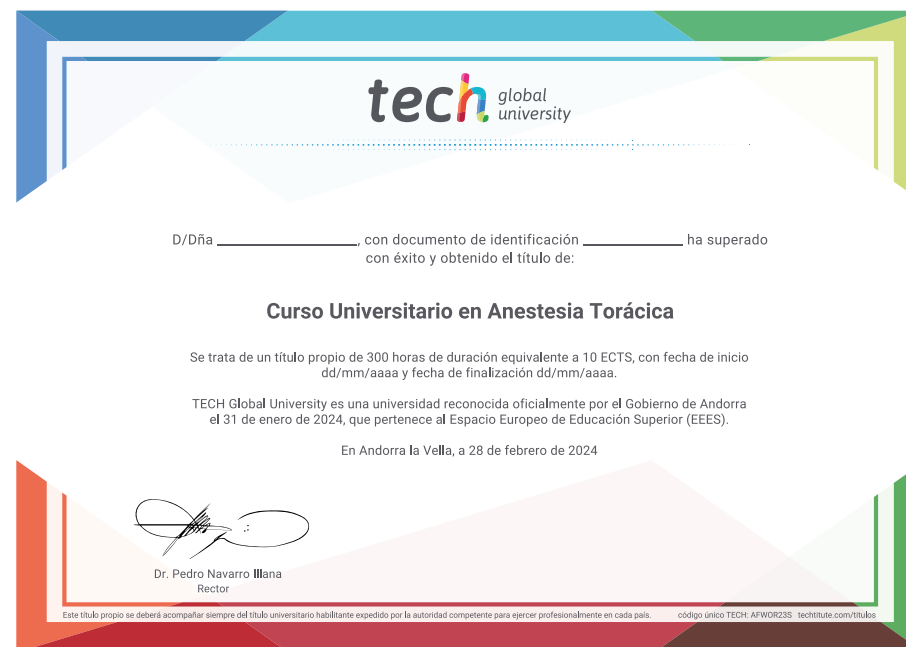 tech global university
D/Dña ____________________, con documento de identificación ______________ ha superado
con éxito y obtenido el título de:
Curso Universitario en Anestesia Torácica
Se trata de un título propio de 300 horas de duración equivalente a 10 ECTS, con fecha de inicio
dd/mm/aaaa y fecha de finalización dd/mm/aaaa.
TECH Global University es una universidad reconocida oficialmente por el Gobierno de Andorra
el 31 de enero de 2024, que pertenece al Espacio Europeo de Educación Superior (EEES).
En Andorra la Vella, a 28 de febrero de 2024
Dr. Pedro Navarro Illana
Rector
Este título propio se deberá acompañar siempre del título universitario habilitante expedido por la autoridad competente para ejercer profesionalmente en cada país. código único TECH: AFWOR23S techtitute.com/titulos